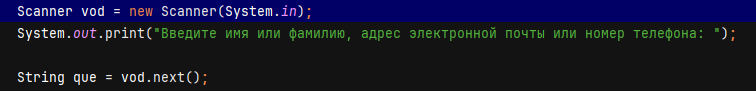 Scanner vod = new Scanner(System.in);
System.out.print("Введите имя или фамилию, адрес электронной почты или номер телефона: ");
String que = vod.next();